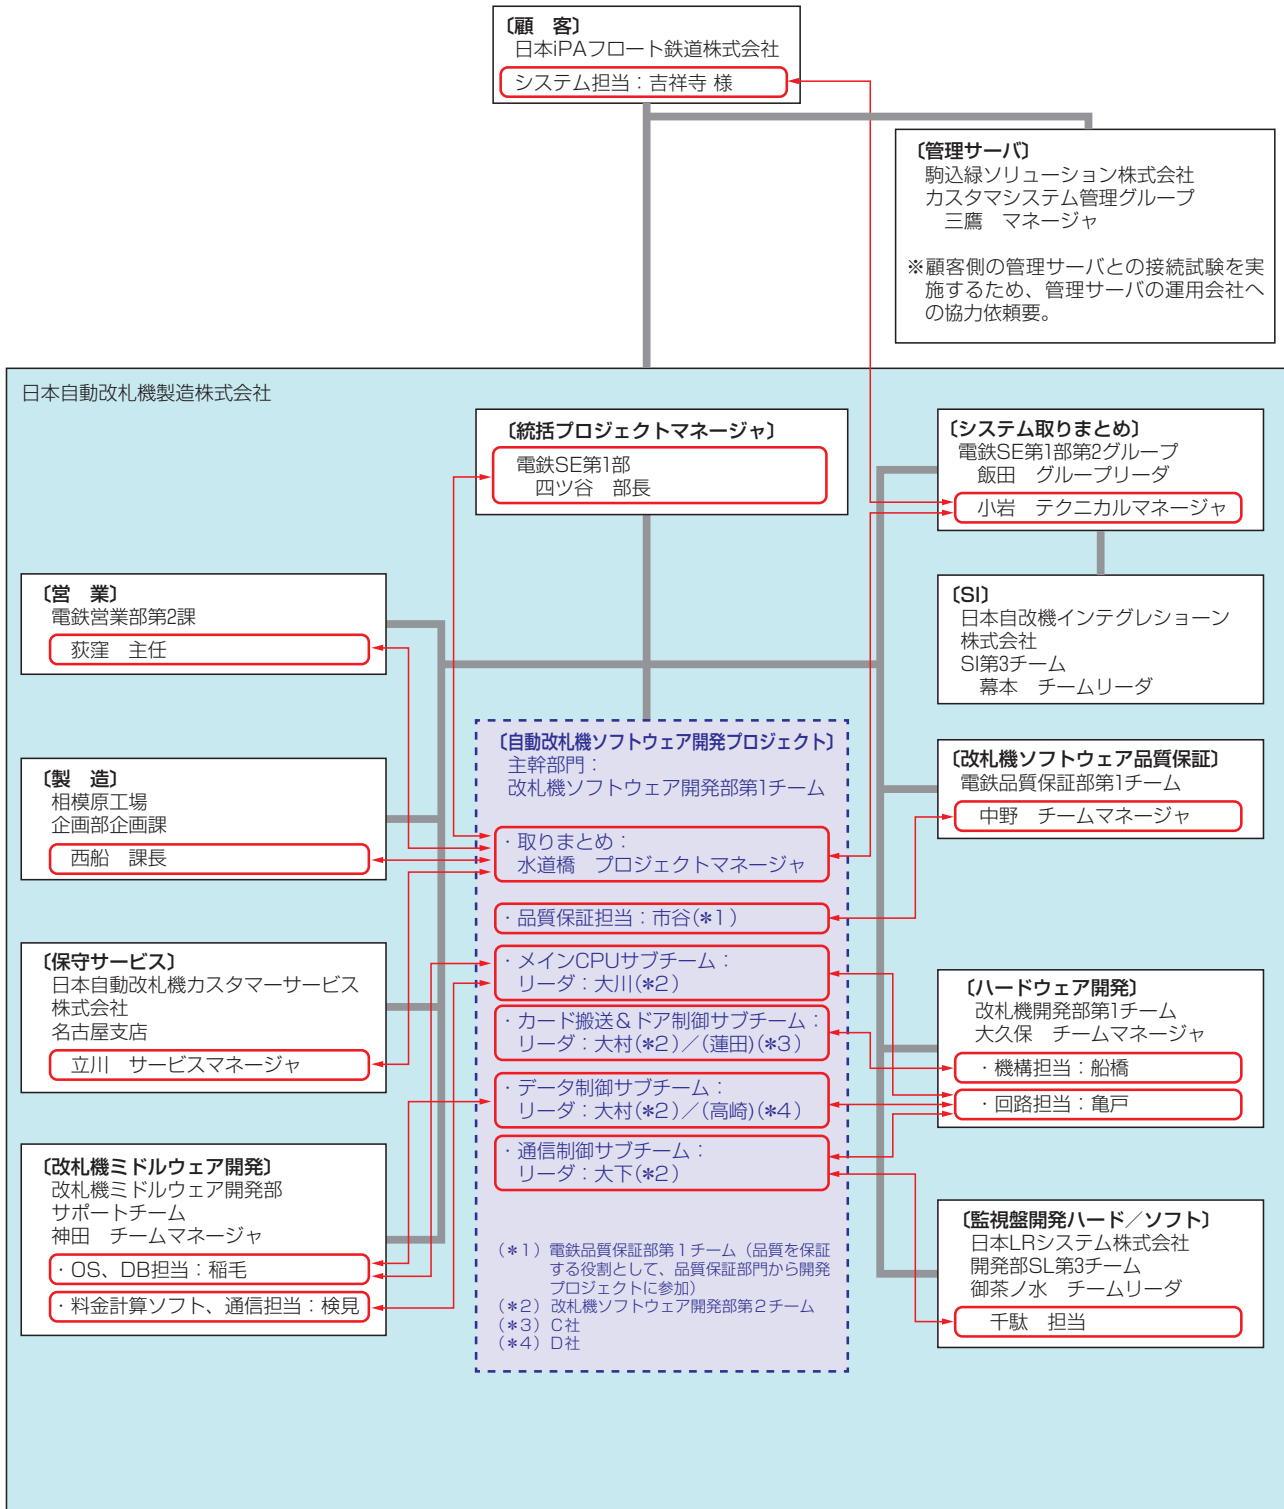 〔顧　客〕
日本iPAフロート鉄道株式会社
システム担当：吉祥寺 様
〔管理サーバ〕
駒込緑ソリューション株式会社
カスタマシステム管理グループ
三鷹　マネージャ
※顧客側の管理サーバとの接続試験を実
施するため、管理サーバの運用会社へ
の協力依頼要。
日本自動改札機製造株式会社
〔統括プロジェクトマネージャ〕
電鉄SE第1部
四ツ谷　部長
〔システム取りまとめ〕
電鉄SE第1部第2グループ
飯田　グループリーダ
小岩　テクニカルマネージャ
〔営　業〕
電鉄営業部第2課
荻窪　主任
〔SI〕
日本自改機インテグレショーン
株式会社
SI第3チーム
幕本　チームリーダ
〔製　造〕
相模原工場
企画部企画課
西船　課長
〔自動改札機ソフトウェア開発プロジェクト〕
主幹部門：
改札機ソフトウェア開発部第1チーム
・取りまとめ：
水道橋　プロジェクトマネージャ
・品質保証担当：市谷(＊1)
・メインCPUサブチーム：
リーダ：大川(＊2)
・カード搬送＆ドア制御サブチーム：
リーダ：大村(＊2)／(蓮田)(＊3)
・データ制御サブチーム：
リーダ：大村(＊2)／(高崎)(＊4)
・通信制御サブチーム：
リーダ：大下(＊2)
（＊1）電鉄品質保証部第１チーム（品質を保証
する役割として、品質保証部門から開発
プロジェクトに参加）
（＊2）改札機ソフトウェア開発部第２チーム
（＊3）Ｃ社
（＊4）Ｄ社
〔改札機ソフトウェア品質保証〕
電鉄品質保証部第1チーム
中野　チームマネージャ
〔保守サービス〕
日本自動改札機カスタマーサービス
株式会社
名古屋支店
立川　サービスマネージャ
〔ハードウェア開発〕
改札機開発部第1チーム
大久保　チームマネージャ
・機構担当：船橋
・回路担当：亀戸
〔改札機ミドルウェア開発〕
改札機ミドルウェア開発部
サポートチーム
神田　チームマネージャ
・OS、DB担当：稲毛
・料金計算ソフト、通信担当：検見
〔監視盤開発ハード／ソフト〕
日本LRシステム株式会社
開発部SL第3チーム
御茶ノ水　チームリーダ
千駄　担当